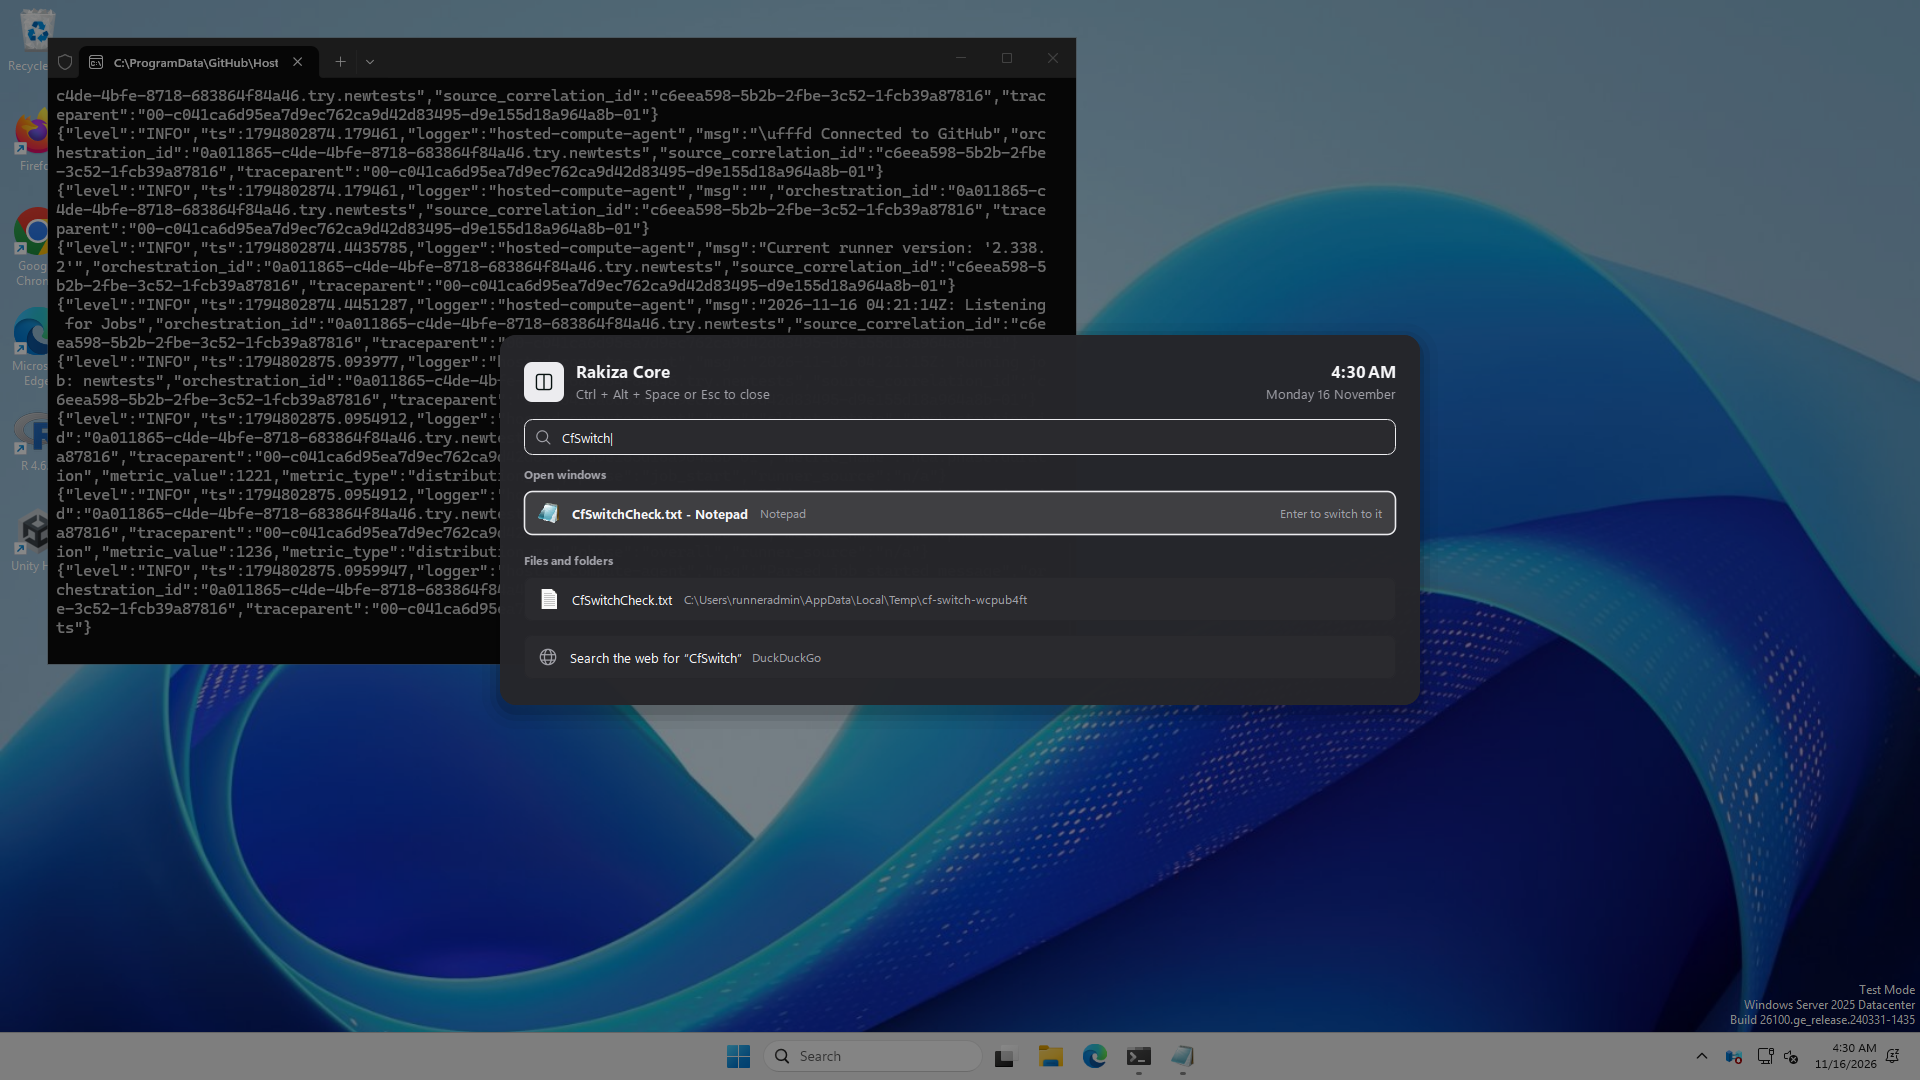 Recycle
Firefo
Goog
Chron
Micros
Edge
R 4.6.
Unity H
C:\ProgramData\GitHub\Host
c4de-4bfe-8718-683864f84a46.try.newtests","source_correlation_id":"c6eea598-5b2b-2fbe-3c52-1fcb39a87816","trac
eparent":"00-c041ca6d95ea7d9ec762ca9d42d83495-d9e155d18a964a8b-01"}
{"level":"INFO","ts":1794802874.179461,"logger":"hosted-compute-agent","msg":"\ufffd Connected to GitHub","orc
hestration_id":"0a011865-c4de-4bfe-8718-683864f84a46.try.newtests","source_correlation_id":"c6eea598-5b2b-2fbe
-3c52-1fcb39a87816","traceparent":"00-c041ca6d95ea7d9ec762ca9d42d83495-d9e155d18a964a8b-01"}
{"level":"INFO","ts":1794802874.179461,"logger":"hosted-compute-agent","msg":"","orchestration_id":"0a011865-c
4de-4bfe-8718-683864f84a46.try.newtests","source_correlation_id":"c6eea598-5b2b-2fbe-3c52-1fcb39a87816","trace
parent":"00-c041ca6d95ea7d9ec762ca9d42d83495-d9e155d18a964a8b-01"}
{"level":"INFO","ts":1794802874.4435785,"logger":"hosted-compute-agent","msg":"Current runner version: '2.338.
2'","orchestration_id":"0a011865-c4de-4bfe-8718-683864f84a46.try.newtests","source_correlation_id":"c6eea598-5
b2b-2fbe-3c52-1fcb39a87816","traceparent":"00-c041ca6d95ea7d9ec762ca9d42d83495-d9e155d18a964a8b-01"}
{"level":"INFO","ts":1794802874.4451287,"logger":"hosted-compute-agent","msg":"2026-11-16 04:21:14Z: Listening
for Jobs","orchestration_id":"0a011865-c4de-4bfe-8718-683864f84a46.try.newtests","source_correlation_id":"c6e
ea598-5b2b-2fbe-3c52-1fcb39a87816","tracepar
{"level":"INFO","ts":1794802875.093977,"logger":"
b: newtests","orchestration_id":"0a011865-c4de-4b
6eea598-5b2b-2fbe-3c52-1fcb39a87816","traceparent
{"level":"INFO","ts":1794802875.0954912,"logger":
d":"0a011865-c4de-4bfe-8718-683864f84a46.try.newt
a87816","traceparent":"00-c041ca6d95ea7d9ec762ca9
ion","metric_value":1221,"metric_type":"distributi
{"level":"INFO","ts":1794802875.0954912,"logger":
d":"0a011865-c4de-4bfe-8718-683864f84a46.try.newt
a87816","traceparent":"00-c041ca6d95ea7d9ec762ca9
ion","metric_value":1236,"metric_type":"distributi
{"level":"INFO","ts":1794802875.0959947,"logger":
chestration_id":"0a011865-c4de-4bfe-8718-683864f8
e-3c52-1fcb39a87816","traceparent":"00-c041ca6d95
ts"}
Rakiza Core
4:30 AM
Ctrl + Alt + Space or Esc to close
Monday 16 November
CfSwitch
Open windows
CfSwitchCheck.txt - Notepad Notepad Enter to switch to it
Files and folders
CfSwitchCheck.txt C:\Users\runneradmin\AppData\Local\Temp\cf-switch-wcpub4ft
Search the web for “CfSwitch” DuckDuckGo
Test Mode
Windows Server 2025 Datacenter
Build 26100.ge_release.240331-1435
Search
4:30 AM
11/16/2026